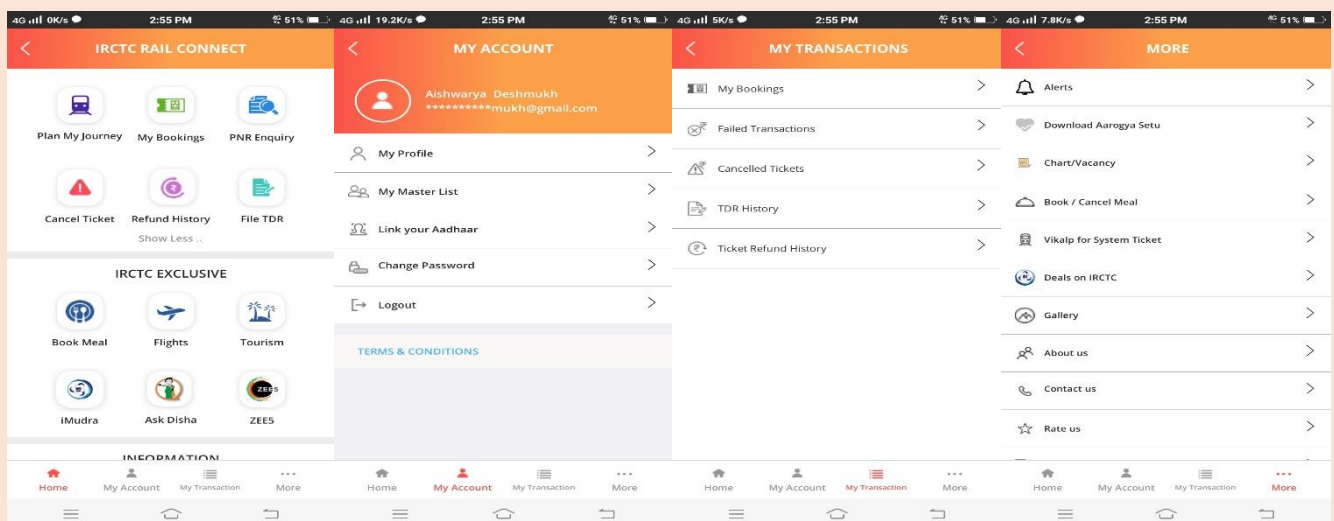 4G 0K/s 2:55 PM 4G 51%
IRCTC RAIL CONNECT
Plan My Journey My Bookings PNR Enquiry
Cancel Ticket Refund History File TDR
Show Less ..
IRCTC EXCLUSIVE
Book Meal Flights Tourism
iMudra Ask Disha ZEE5
INFORMATION
Home My Account My Transaction More
4G 19.2K/s 2:55 PM 4G 51%
MY ACCOUNT
Aishwarya Deshmukh
**********mukh@gmail.com
My Profile
My Master List
Link your Aadhaar
Change Password
Logout
TERMS & CONDITIONS
Home My Account My Transaction More
4G 5K/s 2:55 PM 4G 51%
MY TRANSACTIONS
My Bookings
Failed Transactions
Cancelled Tickets
TDR History
Ticket Refund History
Home My Account My Transaction More
4G 7.8K/s 2:55 PM 4G 51%
MORE
Alerts
Download Aarogya Setu
Chart/Vacancy
Book / Cancel Meal
Vikalp for System Ticket
Deals on IRCTC
Gallery
About us
Contact us
Rate us
Home My Account My Transaction More